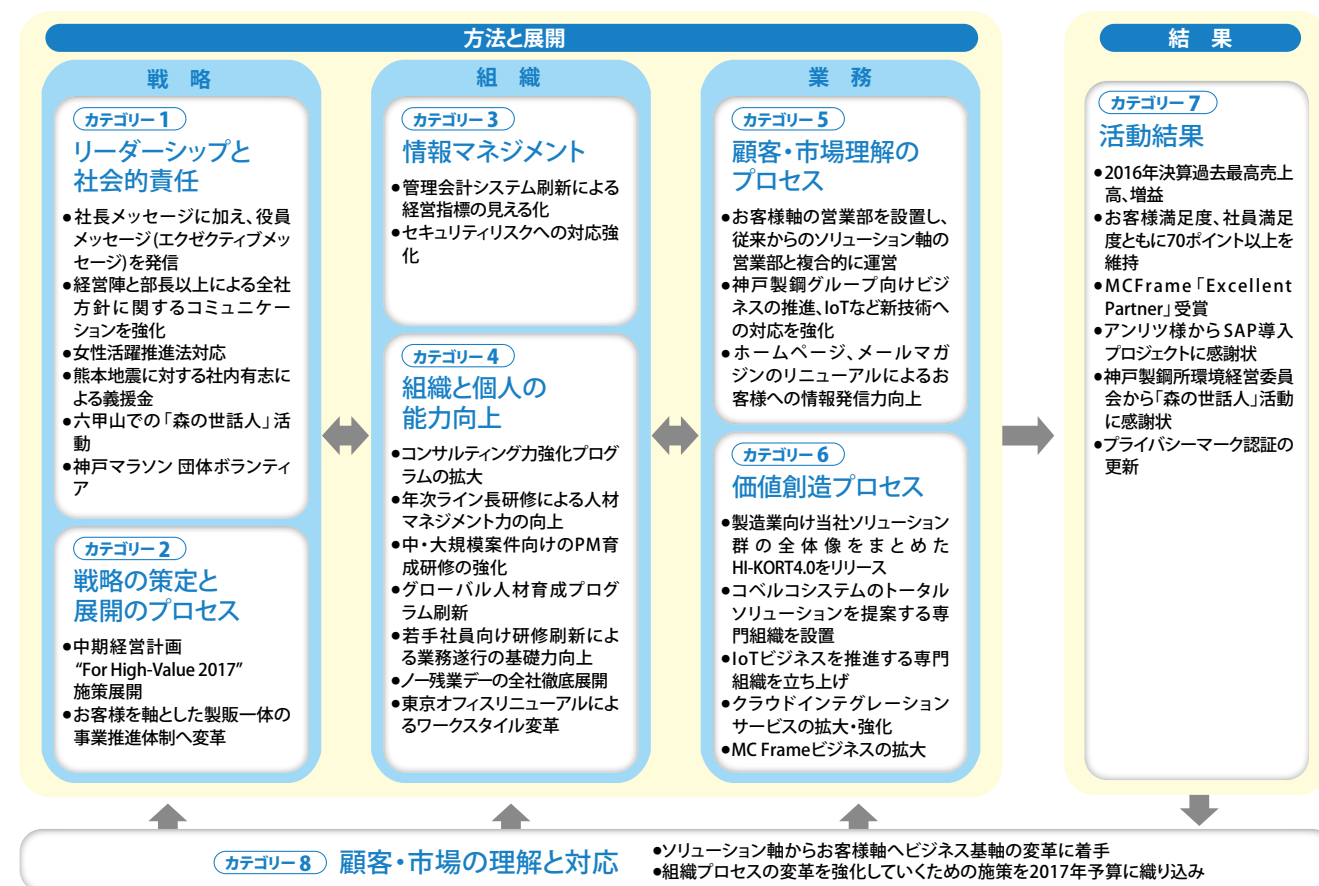 方法と展開
戦 略
カテゴリー 1
リーダーシップと
社会的責任
●社長メッセージに加え、役員
メッセージ(エクゼクティブメッ
セージ)を発信
●経営陣と部長以上による全社
方針に関するコミュニケー
ションを強化
●女性活躍推進法対応
●熊本地震に対する社内有志に
よる義援金
●六甲山での「森の世話人」活
動
●神戸マラソン 団体ボランティ
ア
カテゴリー 2
戦略の策定と
展開のプロセス
●中期経営計画
“For High-Value 2017”
施策展開
●お客様を軸とした製販一体の
事業推進体制へ変革
組 織
カテゴリー 3
情報マネジメント
●管理会計システム刷新による
経営指標の見える化
●セキュリティリスクへの対応強
化
カテゴリー 4
組織と個人の
能力向上
●コンサルティング力強化プログ
ラムの拡大
●年次ライン長研修による人材
マネジメント力の向上
●中・大規模案件向けのPM育
成研修の強化
●グローバル人材育成プログ
ラム刷新
●若手社員向け研修刷新によ
る業務遂行の基礎力向上
●ノー残業デーの全社徹底展開
●東京オフィスリニューアルによ
るワークスタイル変革
業 務
カテゴリー 5
顧客・市場理解の
プロセス
●お客様軸の営業部を設置し、
従来からのソリューション軸の
営業部と複合的に運営
●神戸製鋼グループ向けビジ
ネスの推進、IoTなど新技術へ
の対応を強化
●ホームページ、メールマガ
ジンのリニューアルによるお
客様への情報発信力向上
カテゴリー 6
価値創造プロセス
●製造業向け当社ソリューション
群の全体像をまとめた
HI-KORT4.0をリリース
●コベルコシステムのトータル
ソリューションを提案する専
門組織を設置
●IoTビジネスを推進する専門
組織を立ち上げ
●クラウドインテグレーション
サービスの拡大・強化
●MC Frameビジネスの拡大
結 果
カテゴリー 7
活動結果
●2016年決算過去最高売上
高、増益
●お客様満足度、社員満足
度ともに70ポイント以上を
維持
●MCFrame「Excellent
Partner」受賞
●アンリツ様からSAP導入
プロジェクトに感謝状
●神戸製鋼所環境経営委員
会から「森の世話人」活動
に感謝状
●プライバシーマーク認証の
更新
カテゴリー 8 顧客・市場の理解と対応
●ソリューション軸からお客様軸へビジネス基軸の変革に着手
●組織プロセスの変革を強化していくための施策を2017年予算に織り込み